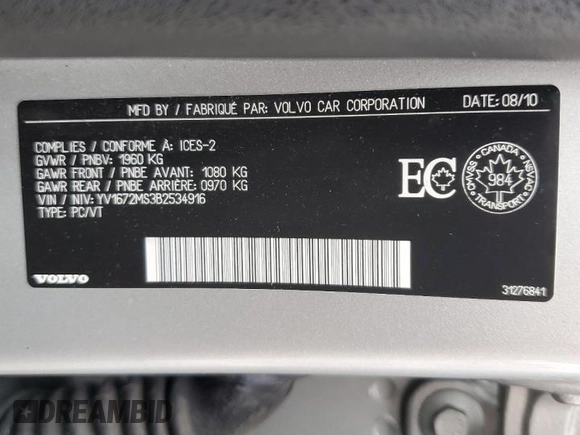 MFD BY / FABRIQUÉ PAR: VOLVO CAR CORPORATION DATE: 08/10
COMPLIES / CONFORME À: ICES-2
GVWR / PNBV: 1960 KG
GAWR FRONT / PNBE AVANT: 1080 KG
GAWR REAR / PNBE ARRIÈRE: 0970 KG
VIN / NIV: YV1672MS3B2534916
TYPE: PC/VT
EC
CANADA
CMVSS 984 NSVAC
TRANSPORT
VOLVO
31276841
DREAMBID